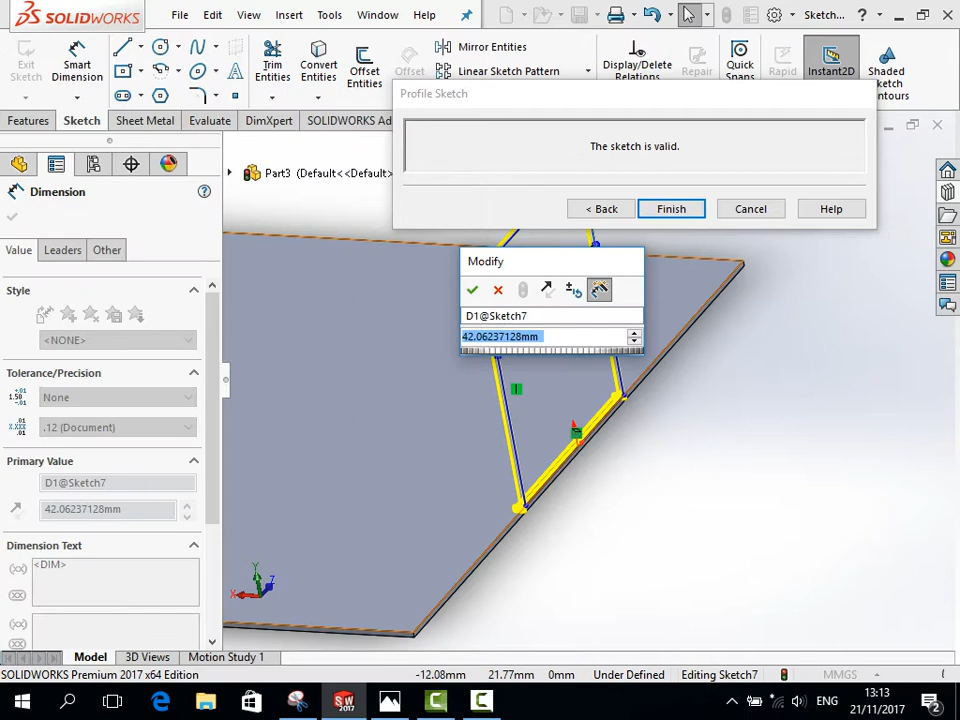 SOLIDWORKS
File
Edit
View
Insert
Tools
Window
Help
Sketch...
?
Exit Sketch
Smart Dimension
Trim Entities
Convert Entities
Offset Entities
Offset
Mirror Entities
Linear Sketch Pattern
Display/Delete Relations
Repair
Quick Snaps
Rapid
Instant2D
Shaded Sketch
ontours
Features
Sketch
Sheet Metal
Evaluate
DimXpert
SOLIDWORKS Ad
Profile Sketch
The sketch is valid.
< Back
Finish
Cancel
Help
Part3 (Default<<Default>
Dimension
Value
Leaders
Other
Style
<NONE>
Tolerance/Precision
None
.12 (Document)
Primary Value
D1@Sketch7
42.06237128mm
Dimension Text
<DIM>
Modify
D1@Sketch7
42.06237128mm
Y
X
Z
Model
3D Views
Motion Study 1
SOLIDWORKS Premium 2017 x64 Edition
-12.08mm
21.77mm
0mm
Under Defined
Editing Sketch7
MMGS
ENG
13:13
21/11/2017
2